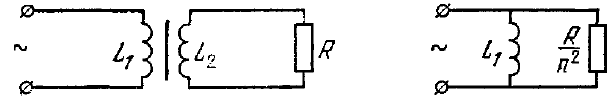 ~ L₁ L₂ R
~ L₁ R/n²